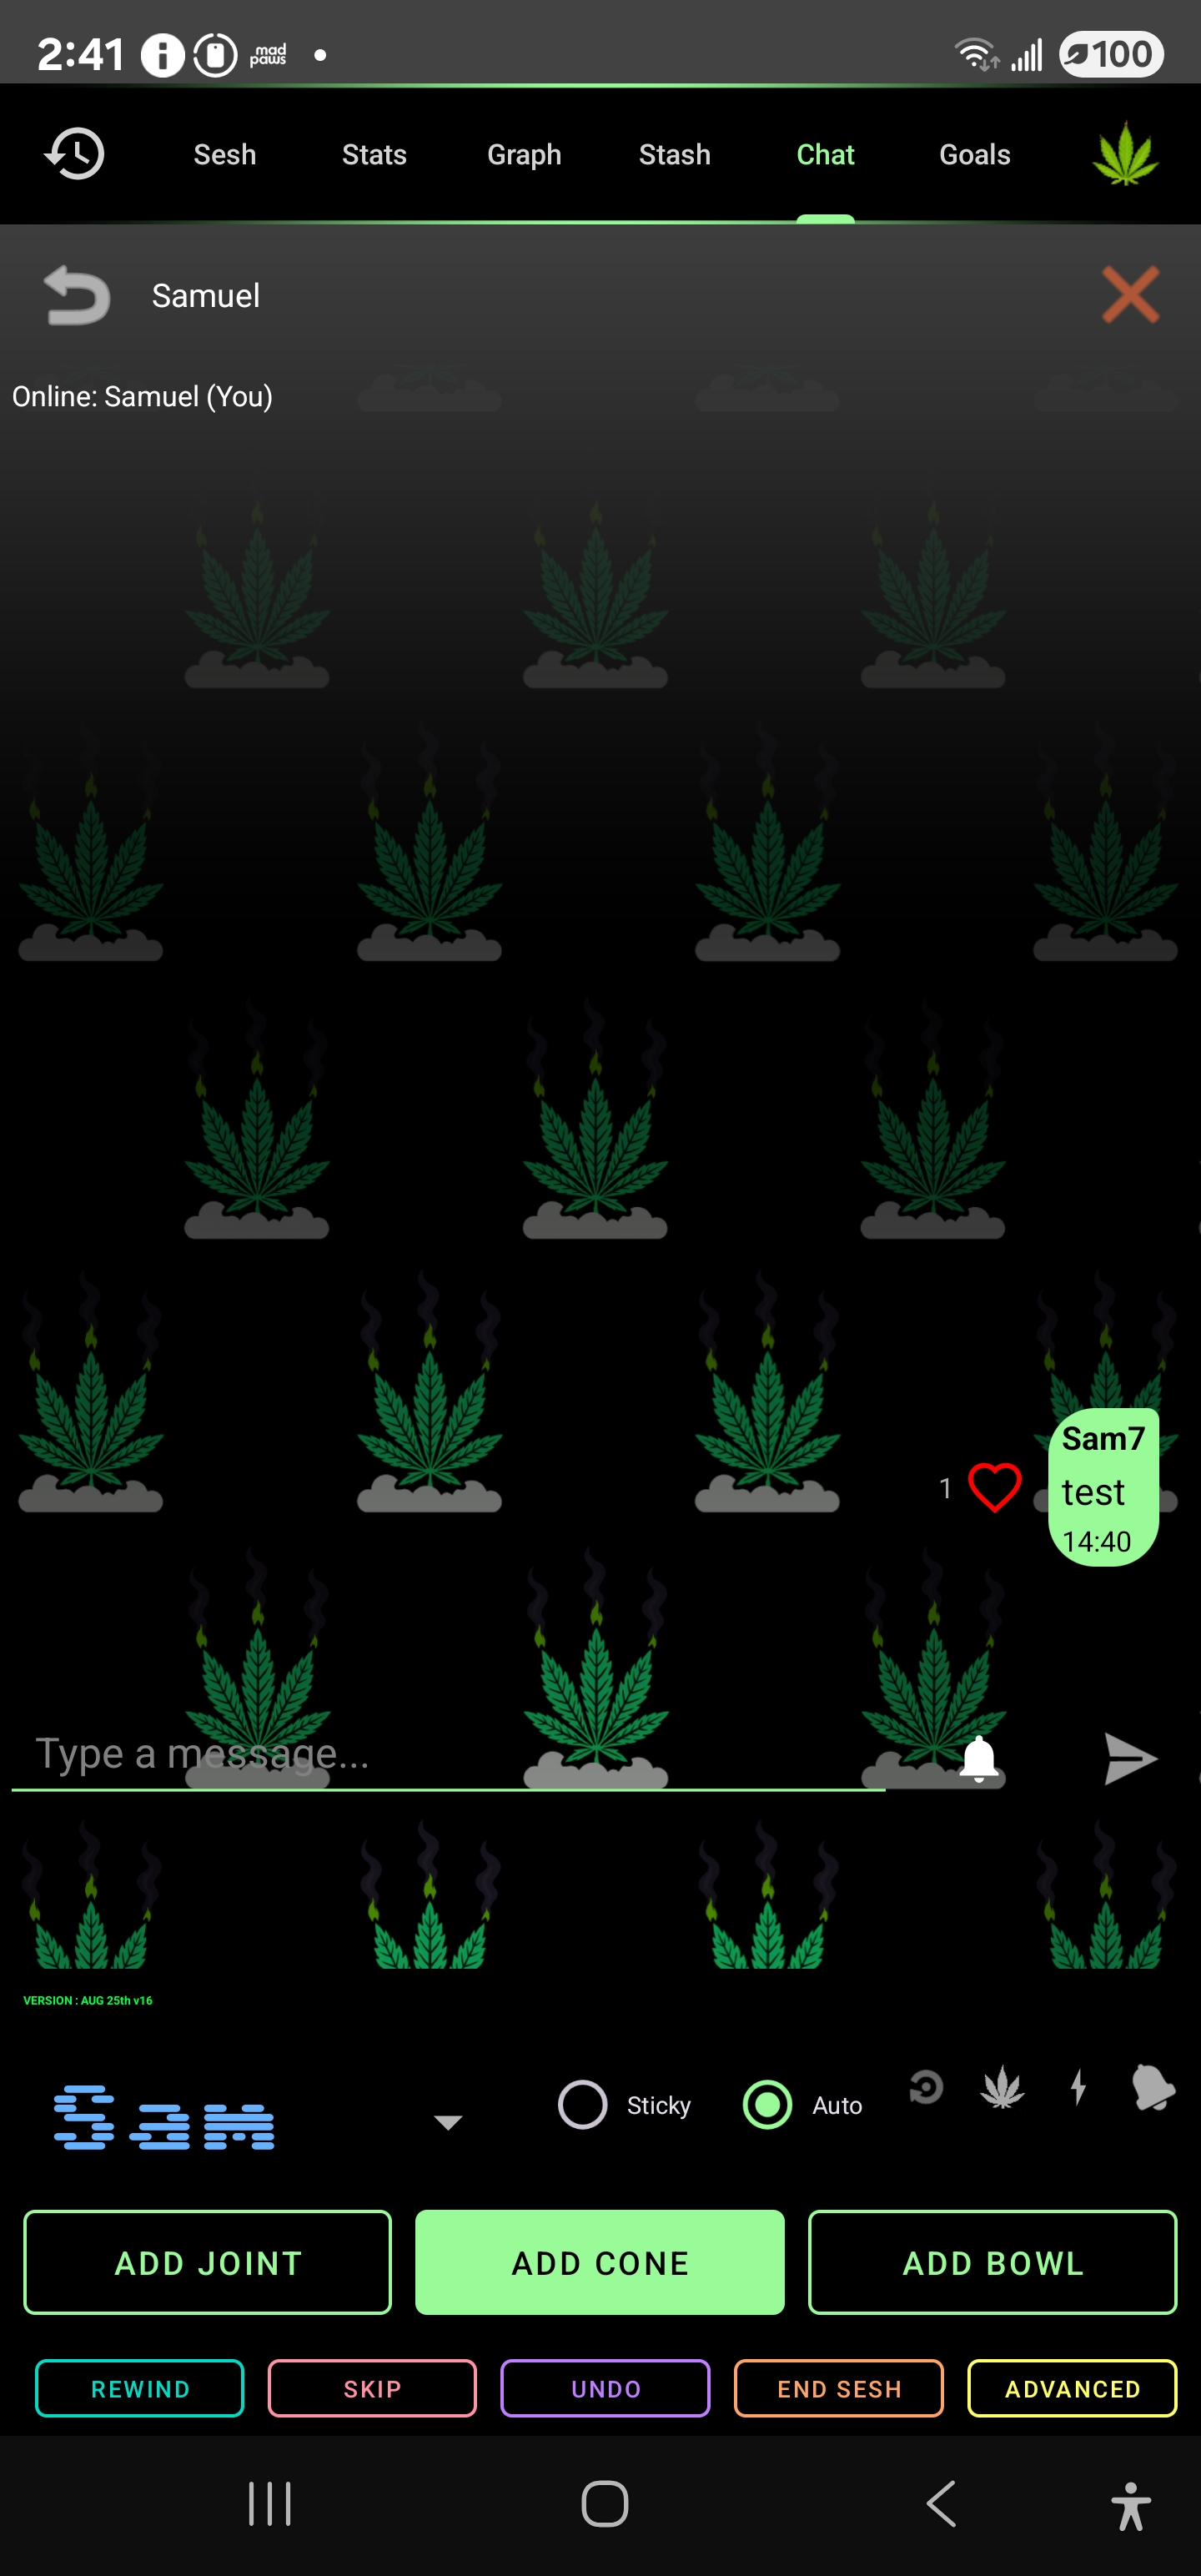 2:41 mad paws 100
Sesh Stats Graph Stash Chat Goals
Samuel
Online: Samuel (You)
Sam7
1 test
14:40
Type a message...
VERSION : AUG 25th v16
Sam Sticky Auto
ADD JOINT ADD CONE ADD BOWL
REWIND SKIP UNDO END SESH ADVANCED